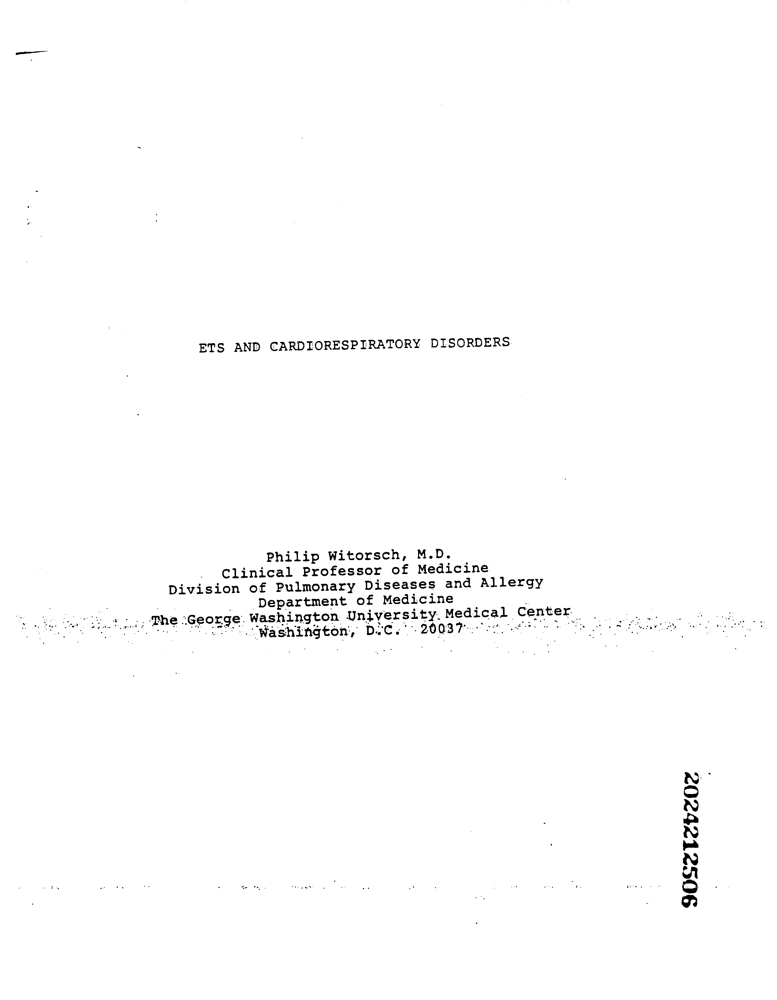 ETS AND CARDIORESPIRATORY DISORDERS
Philip Witorsch, M.D.
Clinical Professor of Medicine
Division of Pulmonary Diseases and Allergy
Department of Medicine
The George Washington University Medical Center
Washington, D.C. 20037
2024212506